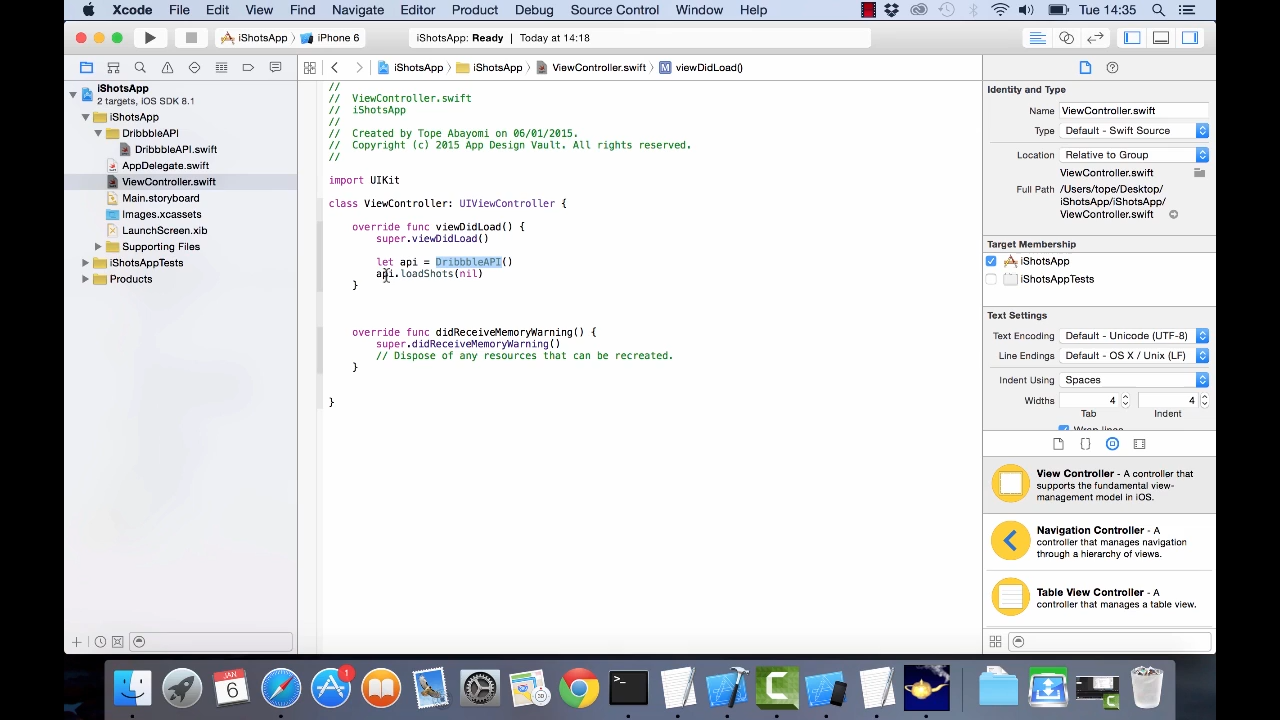 Xcode File Edit View Find Navigate Editor Product Debug Source Control Window Help Tue 14:35
iShotsApp iPhone 6 iShotsApp: Ready Today at 14:18
iShotsApp iShotsApp ViewController.swift M viewDidLoad()
iShotsApp
2 targets, iOS SDK 8.1
iShotsApp
DribbbleAPI
DribbbleAPI.swift
AppDelegate.swift
ViewController.swift
Main.storyboard
Images.xcassets
LaunchScreen.xib
Supporting Files
iShotsAppTests
Products
//
// ViewController.swift
// iShotsApp
//
// Created by Tope Abayomi on 06/01/2015.
// Copyright (c) 2015 App Design Vault. All rights reserved.
//
import UIKit
class ViewController: UIViewController {
override func viewDidLoad() {
super.viewDidLoad()
let api = DribbbleAPI()
api.loadShots(nil)
}
override func didReceiveMemoryWarning() {
super.didReceiveMemoryWarning()
// Dispose of any resources that can be recreated.
}
}
Identity and Type
Name ViewController.swift
Type Default - Swift Source
Location Relative to Group
ViewController.swift
Full Path /Users/tope/Desktop/
iShotsApp/iShotsApp/
ViewController.swift
Target Membership
iShotsApp
iShotsAppTests
Text Settings
Text Encoding Default - Unicode (UTF-8)
Line Endings Default - OS X / Unix (LF)
Indent Using Spaces
Widths 4 4
Tab Indent
Wrap lines
View Controller - A controller that
supports the fundamental view-
management model in iOS.
Navigation Controller - A
controller that manages navigation
through a hierarchy of views.
Table View Controller - A
controller that manages a table view.
JAN
6
1